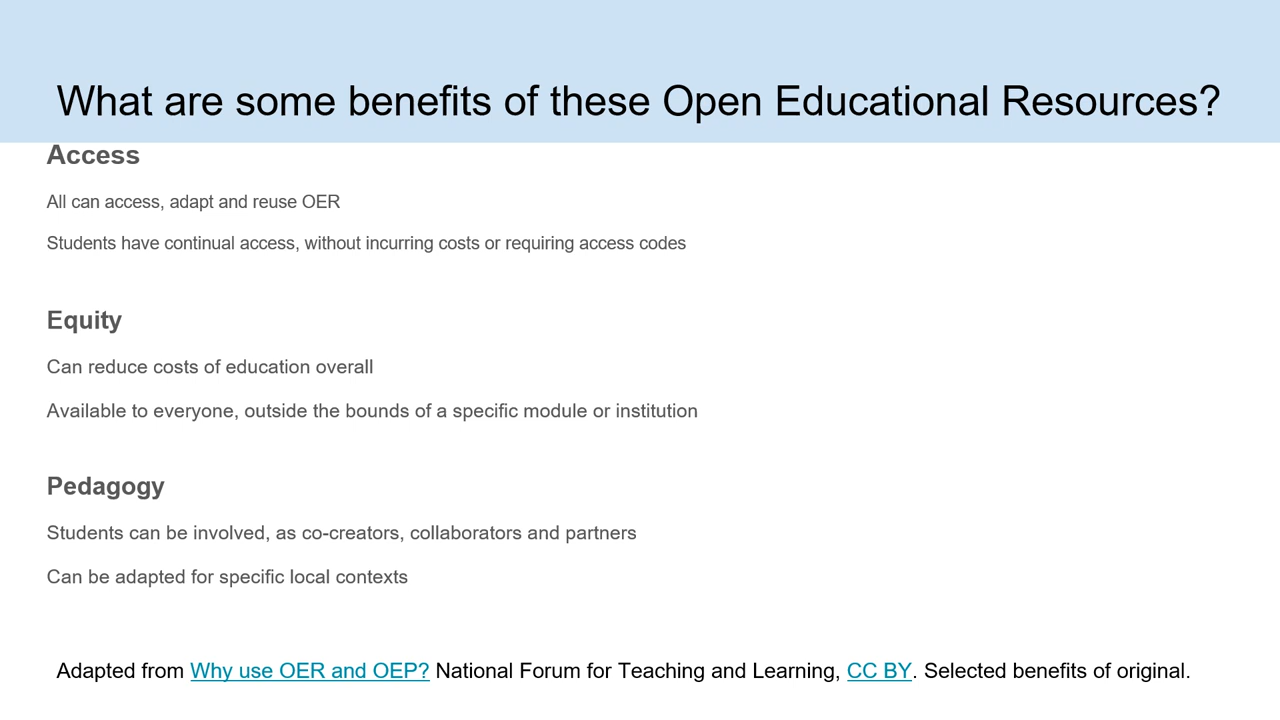 What are some benefits of these Open Educational Resources?
Access
All can access, adapt and reuse OER
Students have continual access, without incurring costs or requiring access codes
Equity
Can reduce costs of education overall
Available to everyone, outside the bounds of a specific module or institution
Pedagogy
Students can be involved, as co-creators, collaborators and partners
Can be adapted for specific local contexts
Adapted from Why use OER and OEP? National Forum for Teaching and Learning, CC BY. Selected benefits of original.